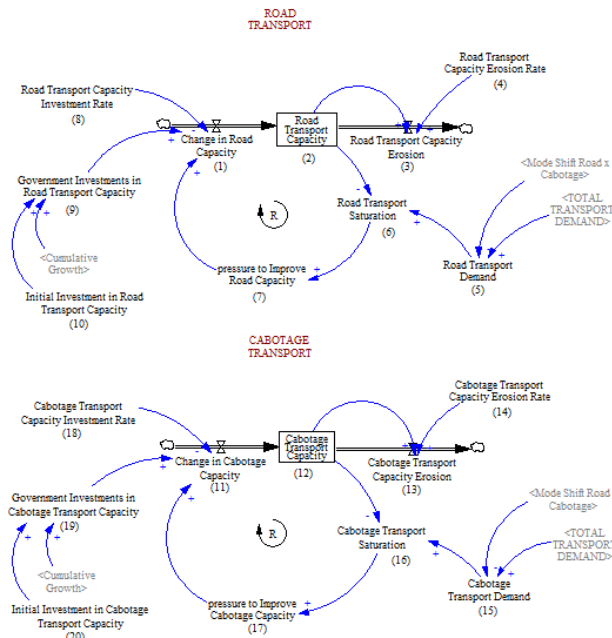 ROAD
TRANSPORT
Road Transport
Capacity Erosion Rate
(4)
Road Transport Capacity
Investment Rate
(8)
Change in Road
Capacity
(1)
Road
Transport
Capacity
(2)
Road Transport Capacity
Erosion
(3)
<Mode Shift Road x
Cabotage>
Government Investments in
Road Transport Capacity
(9)
Road Transport
Saturation
(6)
<TOTAL
TRANSPORT
DEMAND>
R
<Cumulative
Growth>
pressure to Improve
Road Capacity
(7)
Road Transport
Demand
(5)
Initial Investment in Road
Transport Capacity
(10)
CABOTAGE
TRANSPORT
Cabotage Transport
Capacity Erosion Rate
(14)
Cabotage Transport
Capacity Investment Rate
(18)
Change in Cabotage
Capacity
(11)
Cabotage
Transport
Capacity
(12)
Cabotage Transport
Capacity Erosion
(13)
Government Investments in
Cabotage Transport Capacity
(19)
<Mode Shift Road
Cabotage>
Cabotage Transport
Saturation
(16)
<TOTAL
TRANSPORT
DEMAND>
R
<Cumulative
Growth>
Cabotage
Transport Demand
(15)
Initial Investment in Cabotage
Transport Capacity
(20)
pressure to Improve
Cabotage Capacity
(17)